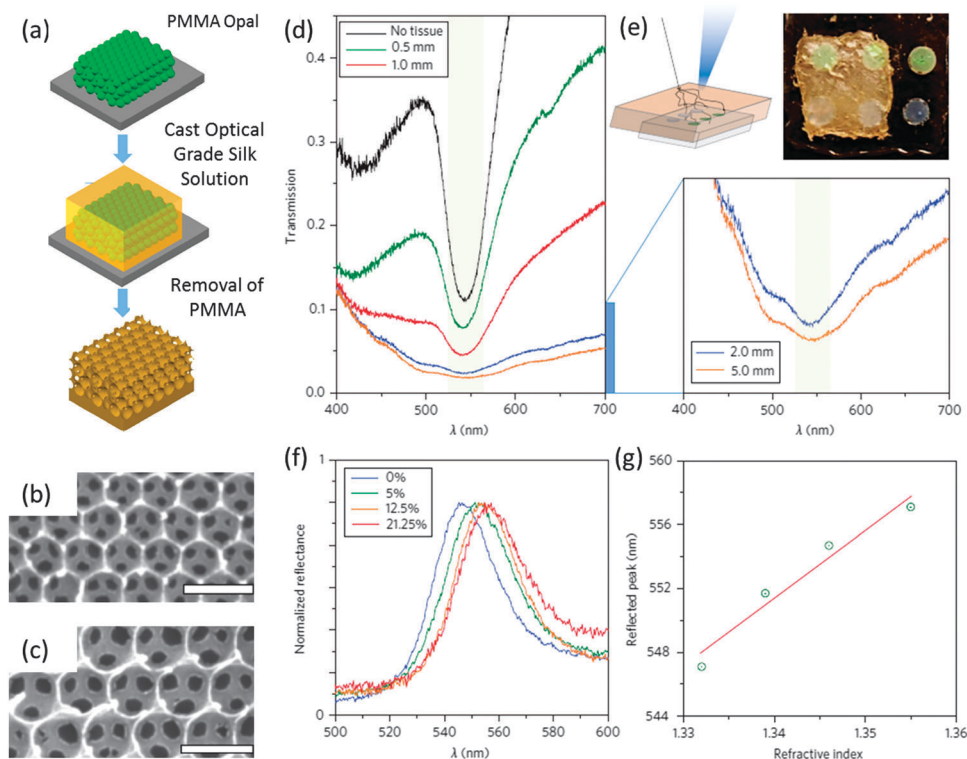 (a)
PMMA Opal
Cast Optical
Grade Silk
Solution
Removal of
PMMA
(b)
(c)
(d)
No tissue
0.5 mm
1.0 mm
Transmission
0.3
0.2
0.1
0.0
400
500
600
700
λ (nm)
(e)
2.0 mm
5.0 mm
400
500
600
700
λ (nm)
(f)
1
0%
5%
12.5%
21.25%
Normalized reflectance
0
500
520
540
560
580
600
λ (nm)
(g)
560
556
552
548
544
Reflected peak (nm)
1.33
1.34
1.35
1.36
Refractive index